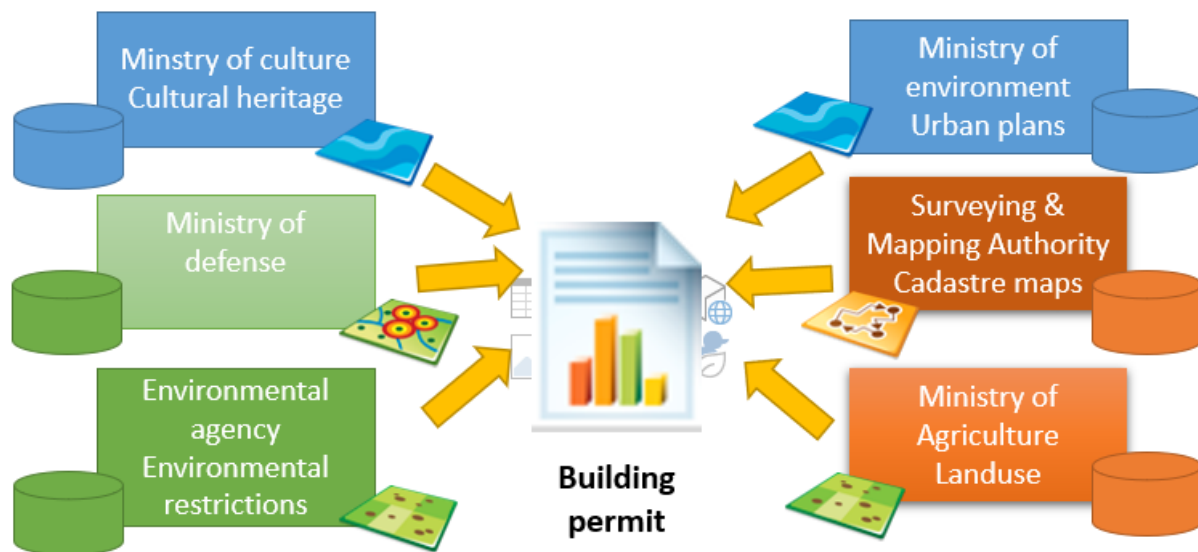 Minstry of culture
Cultural heritage
Ministry of
environment
Urban plans
Ministry of
defense
Surveying &
Mapping Authority
Cadastre maps
Environmental
agency
Environmental
restrictions
Ministry of
Agriculture
Landuse
Building
permit